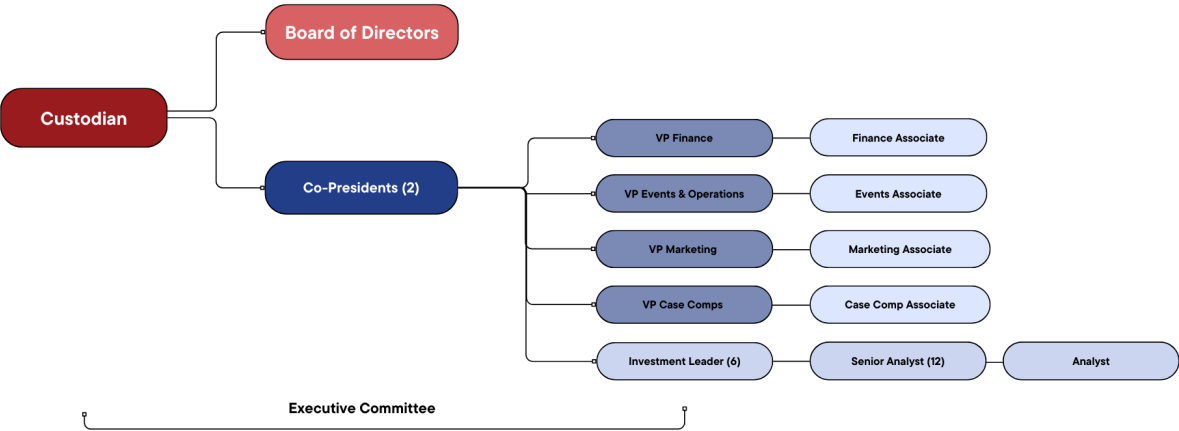 Board of Directors
Custodian
Co-Presidents (2)
VP Finance
Finance Associate
VP Events & Operations
Events Associate
VP Marketing
Marketing Associate
VP Case Comps
Case Comp Associate
Investment Leader (6)
Senior Analyst (12)
Analyst
Executive Committee